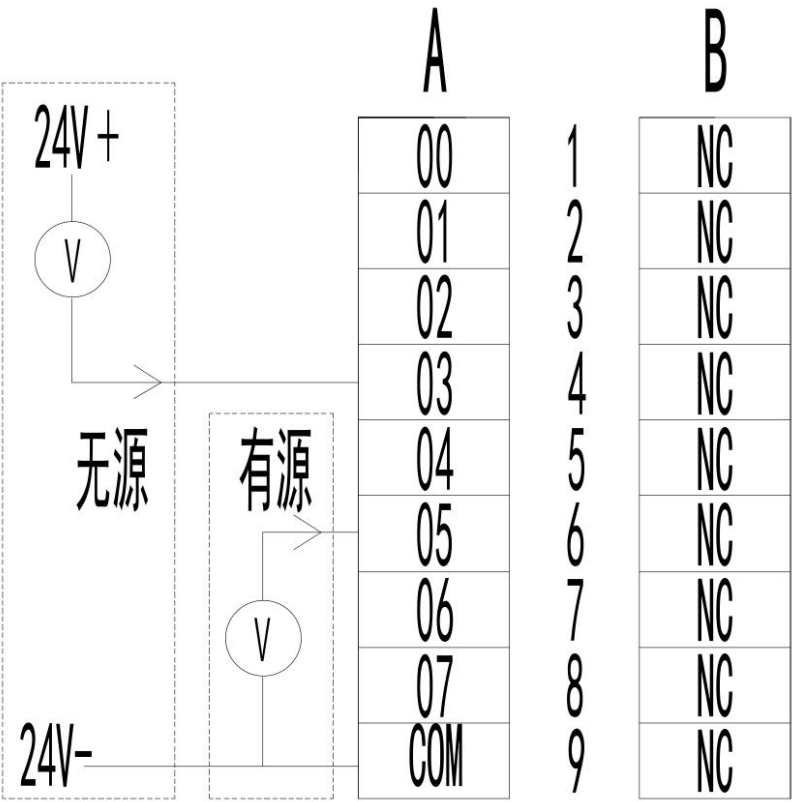 A B
24V+
00 1 NC
V
01 2 NC
02 3 NC
03 4 NC
无源 有源
04 5 NC
05 6 NC
06 7 NC
V
07 8 NC
24V-
COM 9 NC